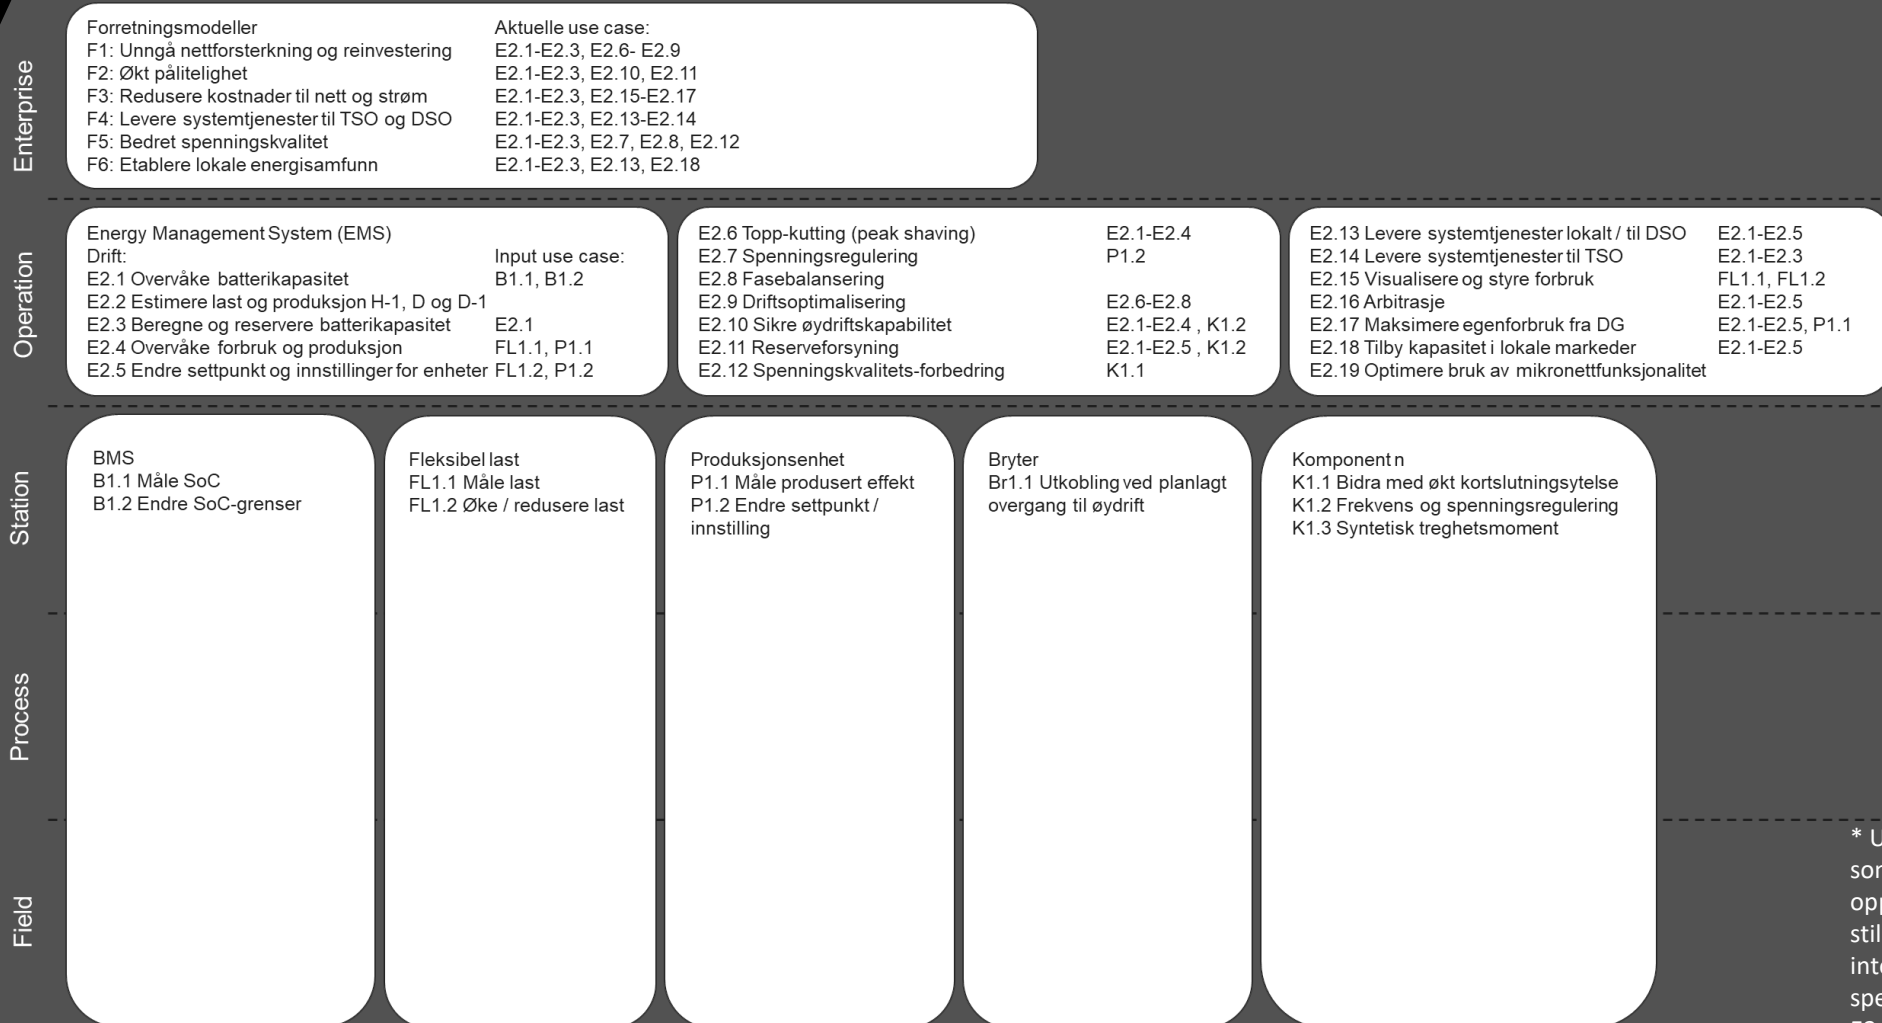 Enterprise
Forretningsmodeller Aktuelle use case:
F1: Unngå nettforsterkning og reinvestering E2.1-E2.3, E2.6- E2.9
F2: Økt pålitelighet E2.1-E2.3, E2.10, E2.11
F3: Redusere kostnader til nett og strøm E2.1-E2.3, E2.15-E2.17
F4: Levere systemtjenester til TSO og DSO E2.1-E2.3, E2.13-E2.14
F5: Bedret spenningskvalitet E2.1-E2.3, E2.7, E2.8, E2.12
F6: Etablere lokale energisamfunn E2.1-E2.3, E2.13, E2.18
Operation
Energy Management System (EMS)
Drift: Input use case:
E2.1 Overvåke batterikapasitet B1.1, B1.2
E2.2 Estimere last og produksjon H-1, D og D-1
E2.3 Beregne og reservere batterikapasitet E2.1
E2.4 Overvåke forbruk og produksjon FL1.1, P1.1
E2.5 Endre settpunkt og innstillinger for enheter FL1.2, P1.2
E2.6 Topp-kutting (peak shaving) E2.1-E2.4
E2.7 Spenningsregulering P1.2
E2.8 Fasebalansering
E2.9 Driftsoptimalisering E2.6-E2.8
E2.10 Sikre øydriftskapabilitet E2.1-E2.4 , K1.2
E2.11 Reserveforsyning E2.1-E2.5 , K1.2
E2.12 Spenningskvalitets-forbedring K1.1
E2.13 Levere systemtjenester lokalt / til DSO E2.1-E2.5
E2.14 Levere systemtjenester til TSO E2.1-E2.3
E2.15 Visualisere og styre forbruk FL1.1, FL1.2
E2.16 Arbitrasje E2.1-E2.5
E2.17 Maksimere egenforbruk fra DG E2.1-E2.5, P1.1
E2.18 Tilby kapasitet i lokale markeder E2.1-E2.5
E2.19 Optimere bruk av mikronettfunksjonalitet
Station
BMS
B1.1 Måle SoC
B1.2 Endre SoC-grenser
Fleksibel last
FL1.1 Måle last
FL1.2 Øke / redusere last
Produksjonsenhet
P1.1 Måle produsert effekt
P1.2 Endre settpunkt /
innstilling
Bryter
Br1.1 Utkobling ved planlagt
overgang til øydrift
Komponent n
K1.1 Bidra med økt kortslutningsytelse
K1.2 Frekvens og spenningsregulering
K1.3 Syntetisk treghetsmoment
Process
Field
*